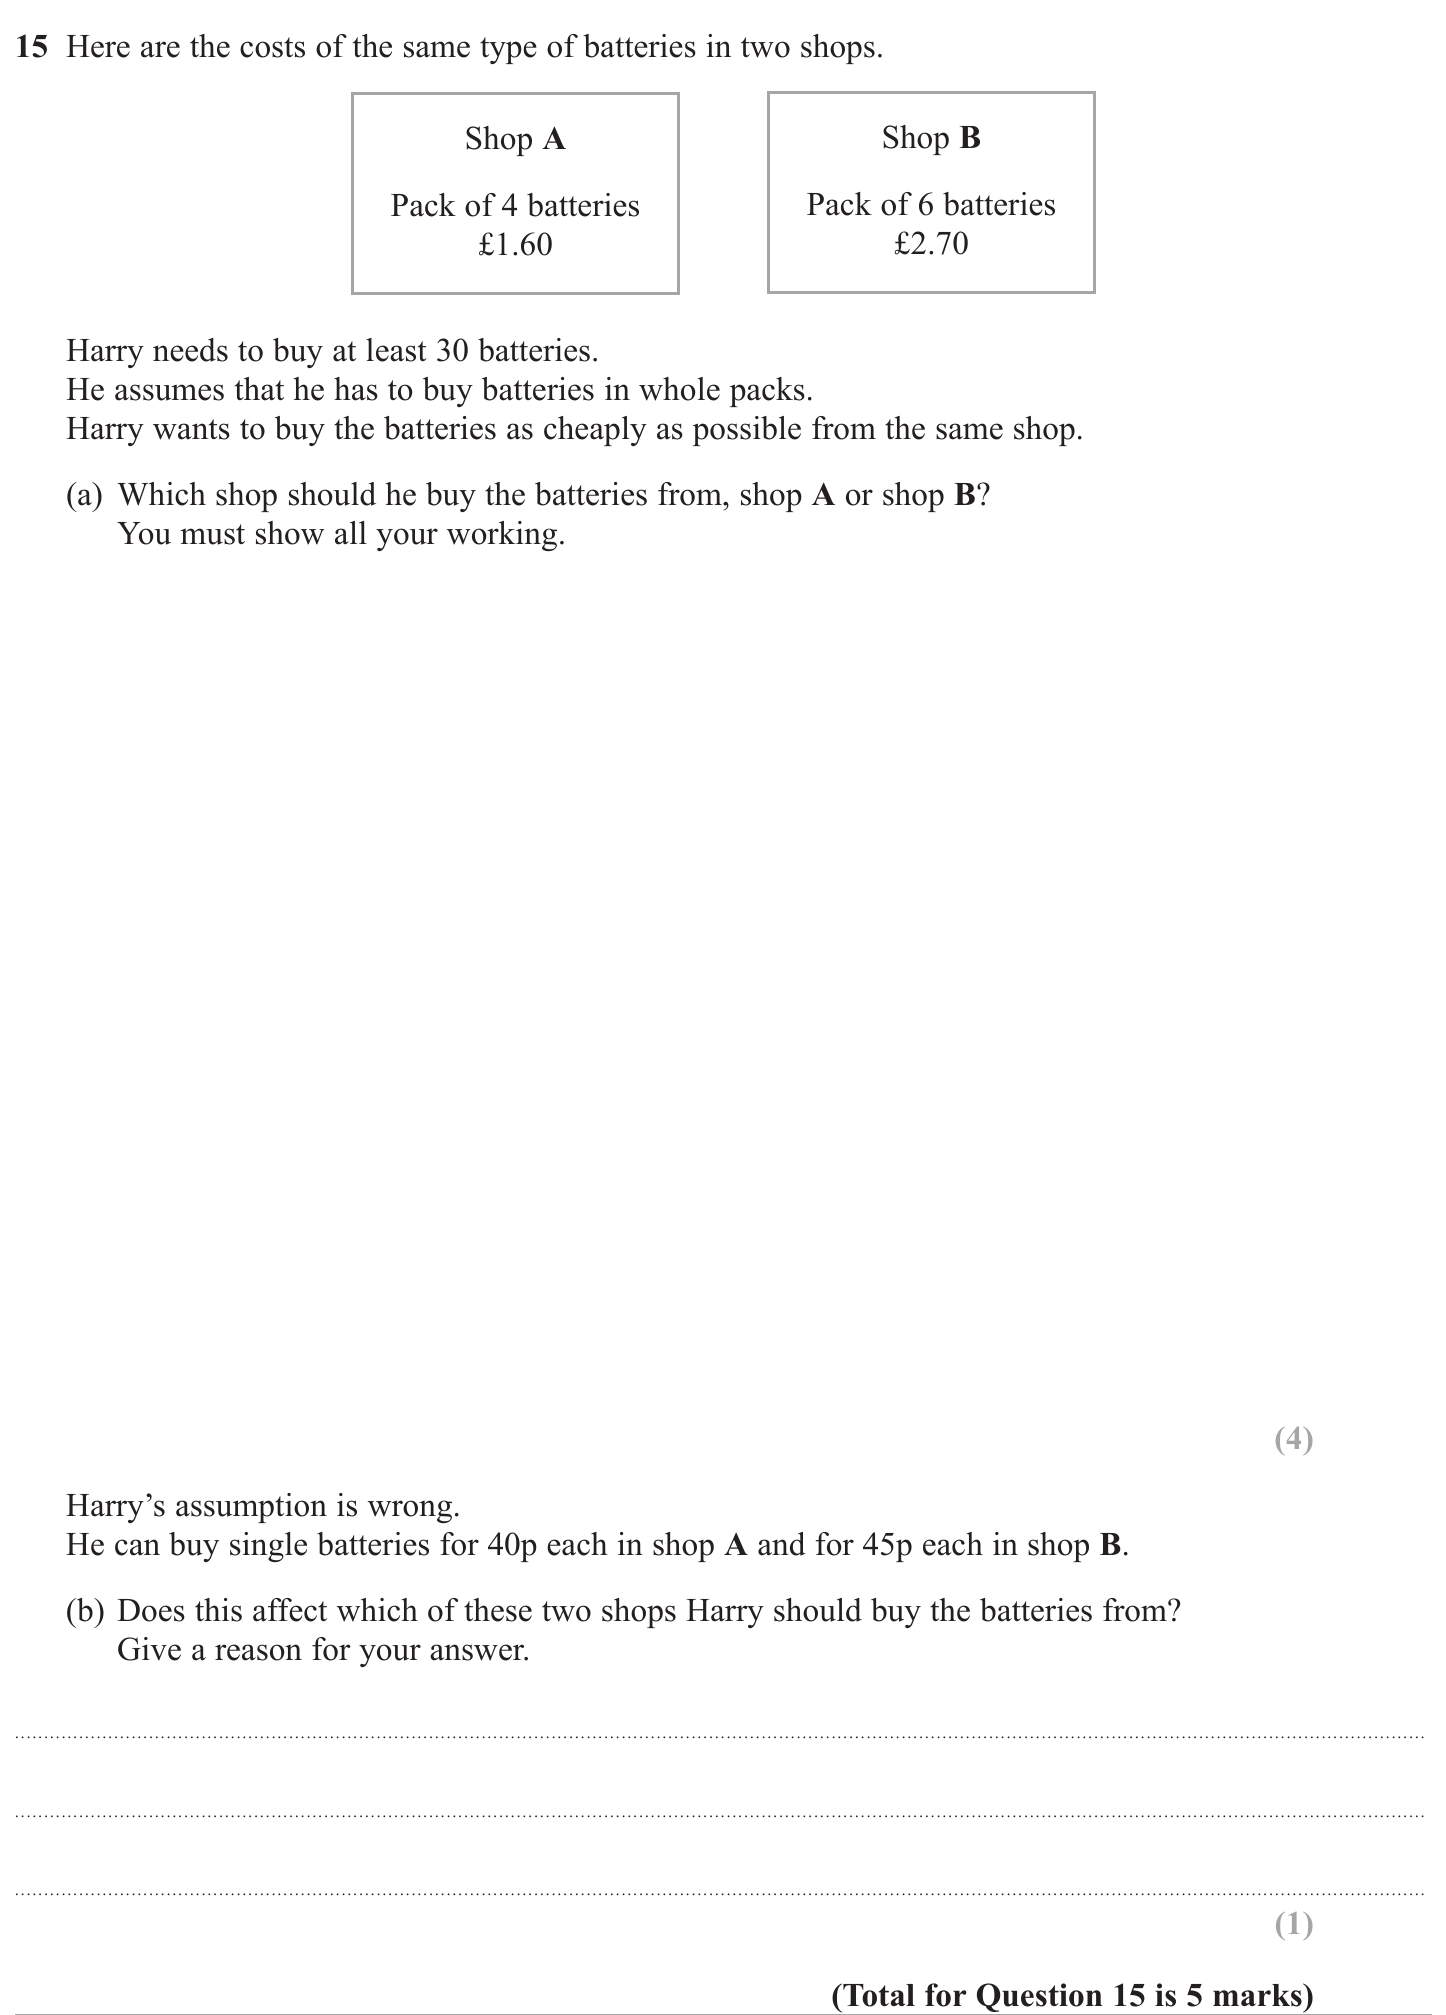 15 Here are the costs of the same type of batteries in two shops.
Shop A
Pack of 4 batteries
£1.60
Shop B
Pack of 6 batteries
£2.70
Harry needs to buy at least 30 batteries.
He assumes that he has to buy batteries in whole packs.
Harry wants to buy the batteries as cheaply as possible from the same shop.
(a) Which shop should he buy the batteries from, shop A or shop B?
You must show all your working.
(4)
Harry’s assumption is wrong.
He can buy single batteries for 40p each in shop A and for 45p each in shop B.
(b) Does this affect which of these two shops Harry should buy the batteries from?
Give a reason for your answer.
(1)
(Total for Question 15 is 5 marks)